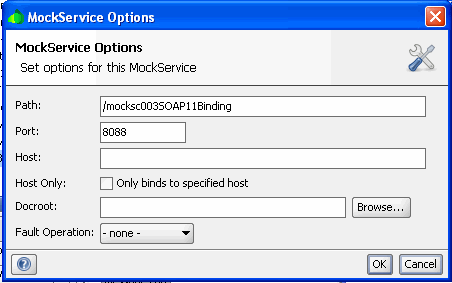 MockService Options
MockService Options
Set options for this MockService
Path: /mocksc003SOAP11Binding
Port: 8088
Host:
Host Only: Only binds to specified host
Docroot: Browse...
Fault Operation: - none -
OK Cancel